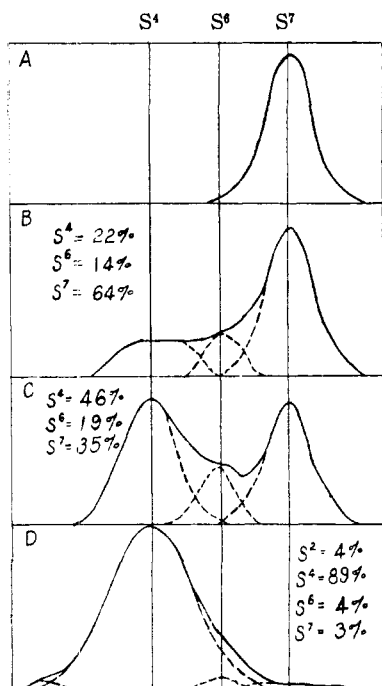 S⁴ S⁶ S⁷
A
B
S⁴ = 22%
S⁶ = 14%
S⁷ = 64%
C
S⁴ = 46%
S⁶ = 19%
S⁷ = 35%
D
S² = 4%
S⁴ = 89%
S⁶ = 4%
S⁷ = 3%